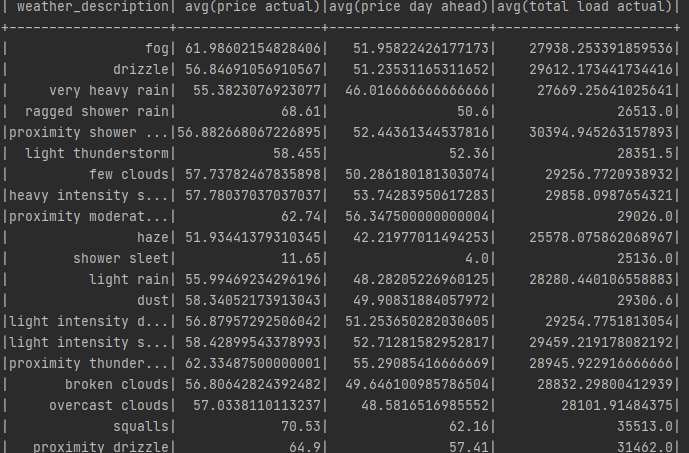 | weather_description| avg(price actual)|avg(price day ahead)|avg(total load actual)|
+--------------------+------------------+--------------------+----------------------+
| fog| 61.98602154828406| 51.95822426177173| 27938.253391859536|
| drizzle| 56.84691056910567| 51.23531165311652| 29612.173441734416|
| very heavy rain| 55.3823076923077| 46.016666666666666| 27669.25641025641|
| ragged shower rain| 68.61| 50.6| 26513.0|
|proximity shower ...|56.882668067226895| 52.44361344537816| 30394.945263157893|
| light thunderstorm| 58.455| 52.36| 28351.5|
| few clouds| 57.73782467835898| 50.286180181303074| 29256.7720938932|
|heavy intensity s...| 57.78037037037037| 53.74283950617283| 29858.0987654321|
|proximity moderat...| 62.74| 56.347500000000004| 29026.0|
| haze| 51.93441379310345| 42.21977011494253| 25578.075862068967|
| shower sleet| 11.65| 4.0| 25136.0|
| light rain| 55.99469234296196| 48.28205226960125| 28280.440106558883|
| dust| 58.34052173913043| 49.90831884057972| 29306.6|
|light intensity d...| 56.87957292506042| 51.253650282030605| 29254.7751813054|
|light intensity s...| 58.42899543378993| 52.71281582952817| 29459.219178082192|
|proximity thunder...| 62.33487500000001| 55.29085416666669| 28945.922916666666|
| broken clouds| 56.80642824392482| 49.646100985786504| 28832.29800412939|
| overcast clouds| 57.0338110113237| 48.5816516985552| 28101.91484375|
| squalls| 70.53| 62.16| 35513.0|
| proximity drizzle| 64.9| 57.41| 31462.0|